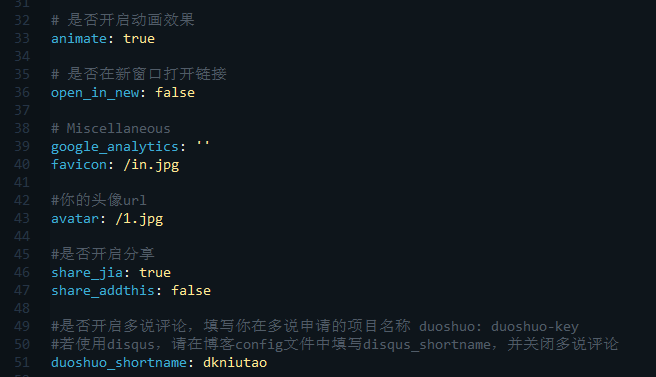 31
32 # 是否开启动画效果
33 animate: true
34
35 # 是否在新窗口打开链接
36 open_in_new: false
37
38 # Miscellaneous
39 google_analytics: ''
40 favicon: /in.jpg
41
42 #你的头像url
43 avatar: /1.jpg
44
45 #是否开启分享
46 share_jia: true
47 share_addthis: false
48
49 #是否开启多说评论，填写你在多说申请的项目名称 duoshuo: duoshuo-key
50 #若使用disqus，请在博客config文件中填写disqus_shortname，并关闭多说评论
51 duoshuo_shortname: dkniutao
52